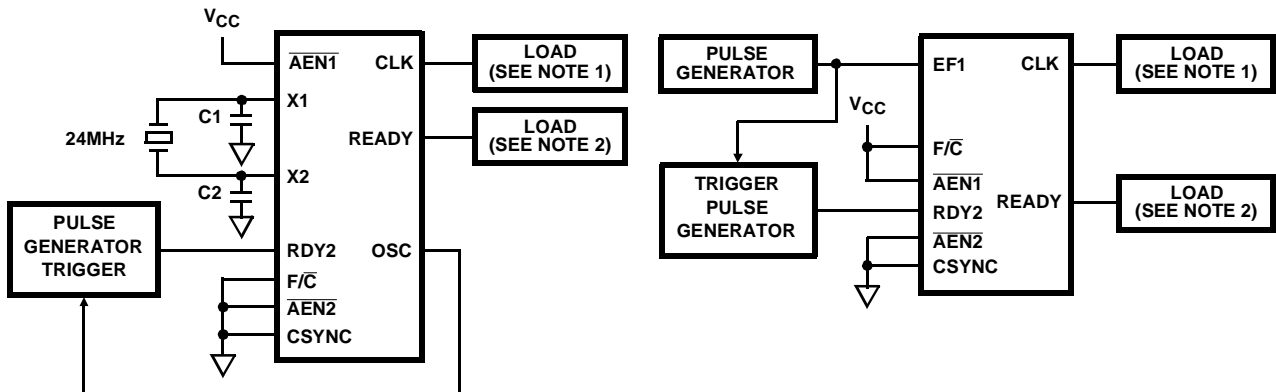 VCC
AEN1
CLK
LOAD
(SEE NOTE 1)
X1
C1
24MHz
READY
LOAD
(SEE NOTE 2)
X2
C2
PULSE
GENERATOR
TRIGGER
RDY2
OSC
F/C
AEN2
CSYNC
PULSE
GENERATOR
EF1
CLK
LOAD
(SEE NOTE 1)
VCC
F/C
TRIGGER
PULSE
GENERATOR
AEN1
RDY2
READY
LOAD
(SEE NOTE 2)
AEN2
CSYNC